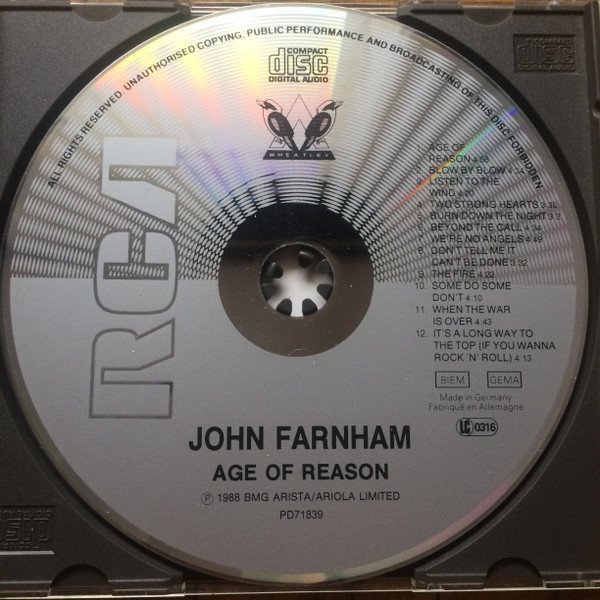 ALL RIGHTS RESERVED. UNAUTHORISED COPYING, PUBLIC PERFORMANCE AND BROADCASTING OF THIS DISC FORBIDDEN
COMPACT
disc
DIGITAL AUDIO
WHEATLEY
RCA
1. AGE OF
REASON 4:58
2. BLOW BY BLOW 4:34
3. LISTEN TO THE
WIND 4:20
4. TWO STRONG HEARTS 3:36
5. BURN DOWN THE NIGHT
6. BEYOND THE CALL 4:34
7. WE'RE NO ANGELS 4:49
8. DON'T TELL ME IT
CAN'T BE DONE 3:32
9. THE FIRE 4:22
10. SOME DO SOME
DON'T 4:10
11. WHEN THE WAR
IS OVER 4:43
12. IT'S A LONG WAY TO
THE TOP (IF YOU WANNA
ROCK 'N' ROLL) 4:13
BIEM GEMA
Made in Germany
Fabriqué en Allemagne
LC 0316
JOHN FARNHAM
AGE OF REASON
Ⓟ 1988 BMG ARISTA/ARIOLA LIMITED
PD71839